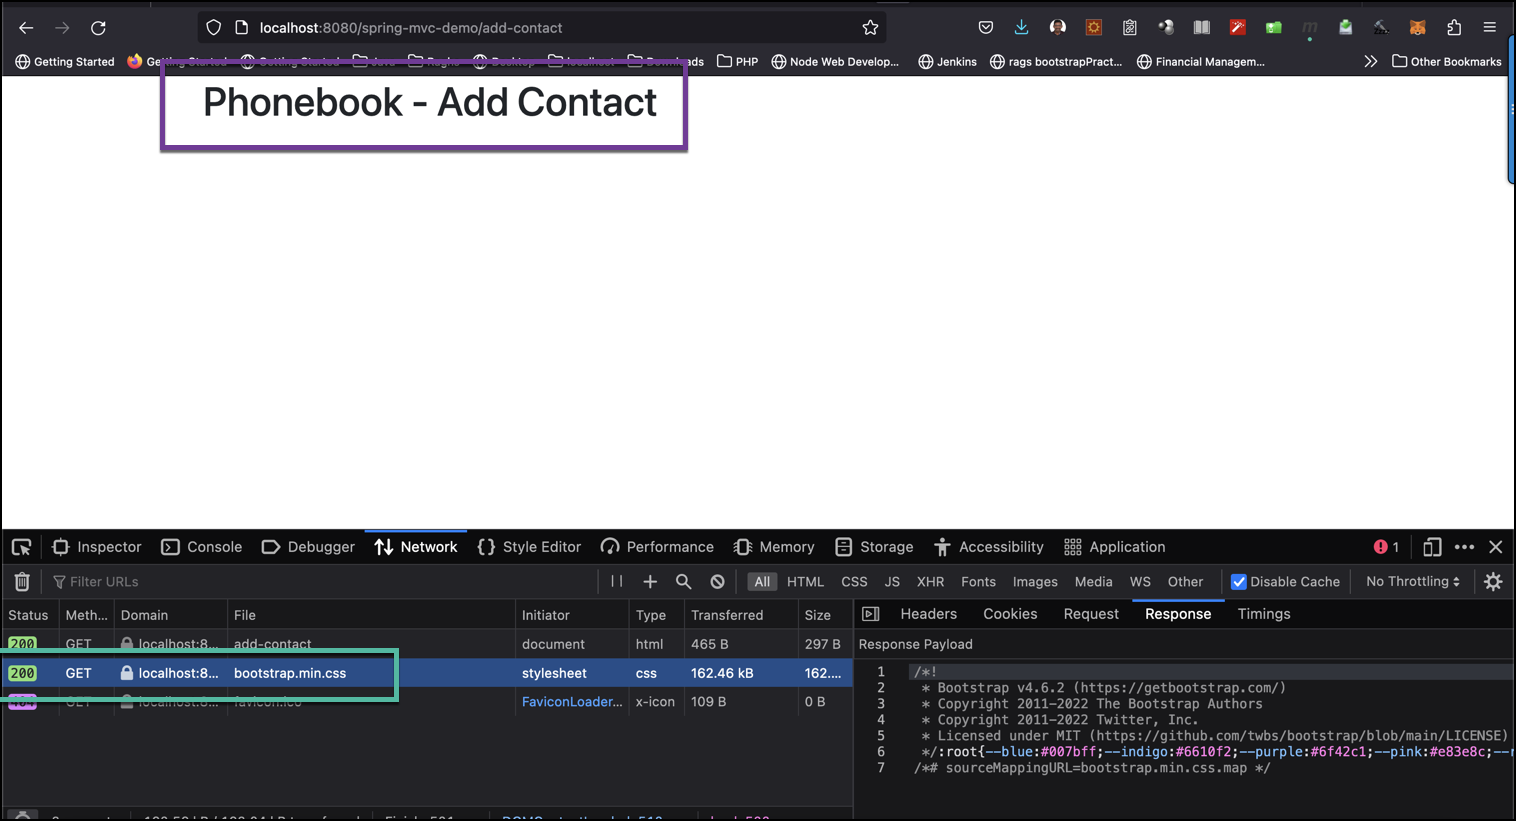 localhost:8080/spring-mvc-demo/add-contact
Getting Started
PHP
Node Web Develop...
Jenkins
rags bootstrapPract...
Financial Managem...
Other Bookmarks
Phonebook - Add Contact
Inspector Console Debugger Network Style Editor Performance Memory Storage Accessibility Application 1
Filter URLs All HTML CSS JS XHR Fonts Images Media WS Other Disable Cache No Throttling
Status Meth... Domain File Initiator Type Transferred Size
Headers Cookies Request Response Timings
200 GET localhost:8... add-contact document html 465 B 297 B
Response Payload
200 GET localhost:8... bootstrap.min.css stylesheet css 162.46 kB 162....
404 GET localhost:8... favicon.ico FaviconLoader... x-icon 109 B 0 B
1 /*!
2 * Bootstrap v4.6.2 (https://getbootstrap.com/)
3 * Copyright 2011-2022 The Bootstrap Authors
4 * Copyright 2011-2022 Twitter, Inc.
5 * Licensed under MIT (https://github.com/twbs/bootstrap/blob/main/LICENSE)
6 */:root{--blue:#007bff;--indigo:#6610f2;--purple:#6f42c1;--pink:#e83e8c;--r
7 /*# sourceMappingURL=bootstrap.min.css.map */